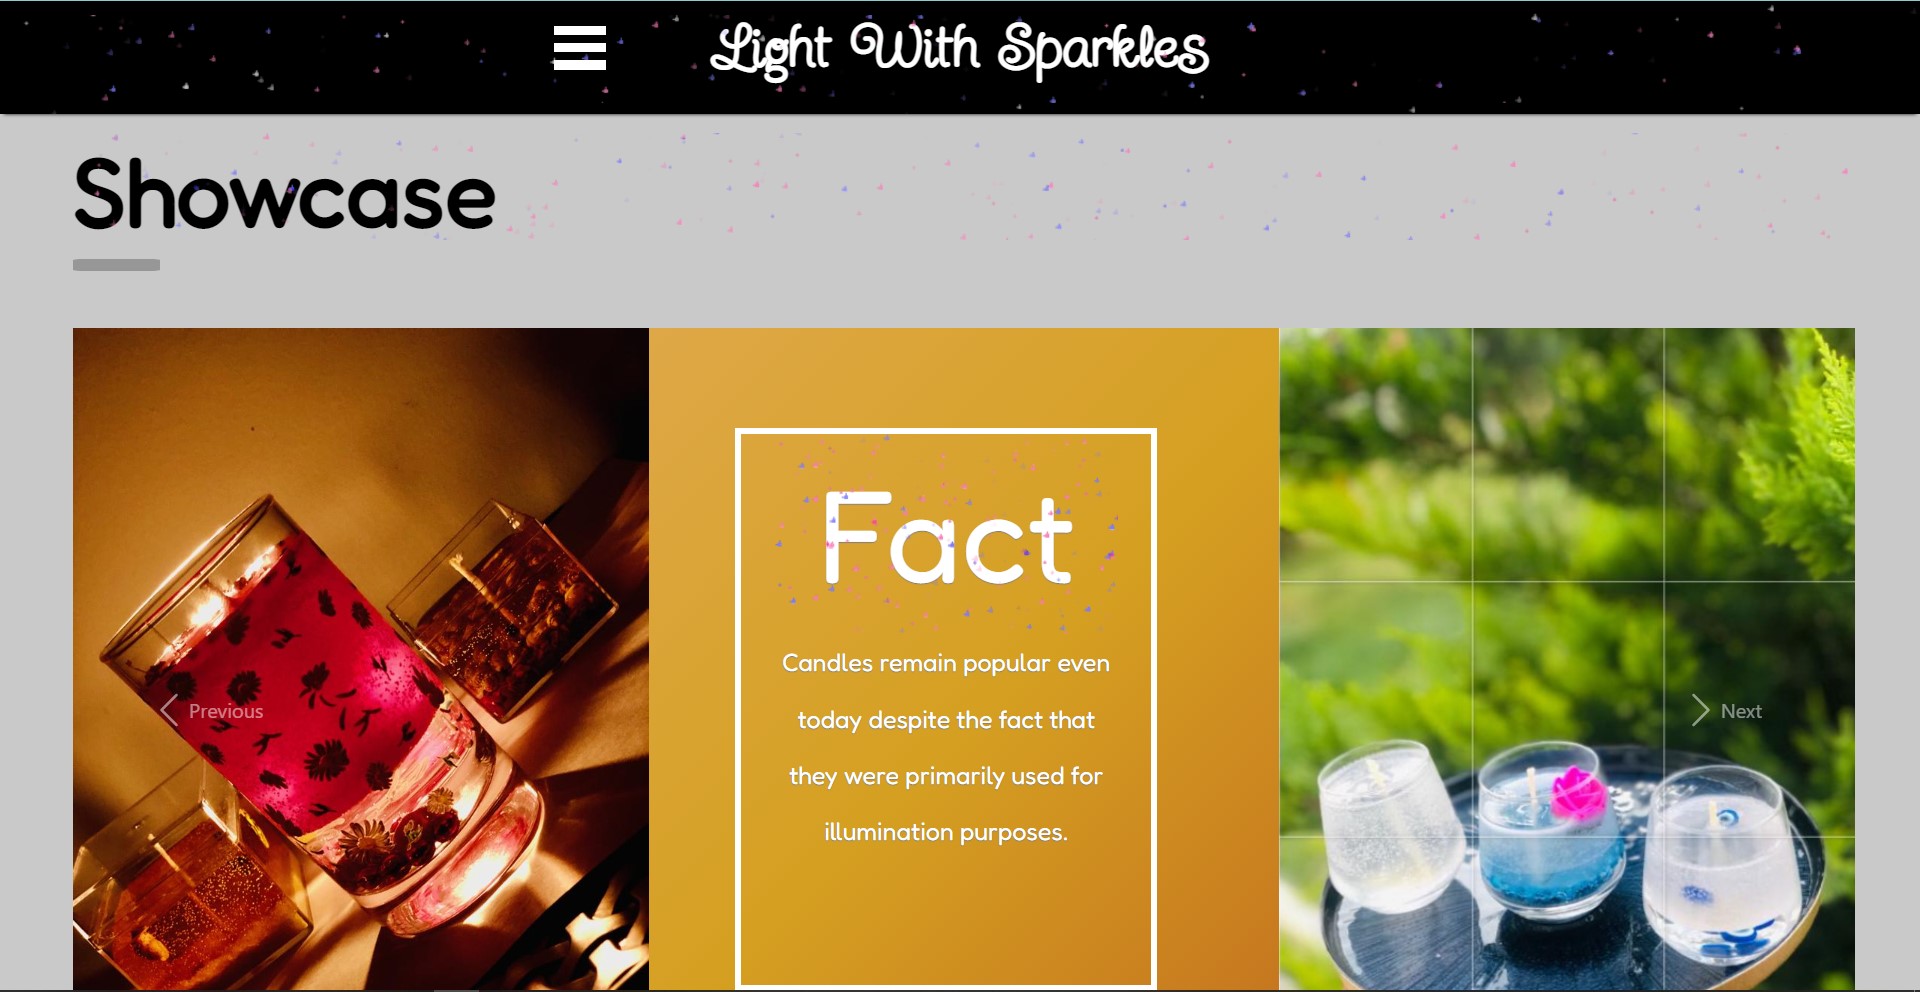 Light With Sparkles
Showcase
Fact
Candles remain popular even
today despite the fact that
they were primarily used for
illumination purposes.
Previous
Next